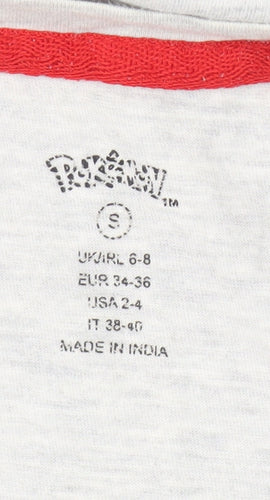 POKéMON
TM
S
UK/IRL 6-8
EUR 34-36
USA 2-4
IT 38-40
MADE IN INDIA